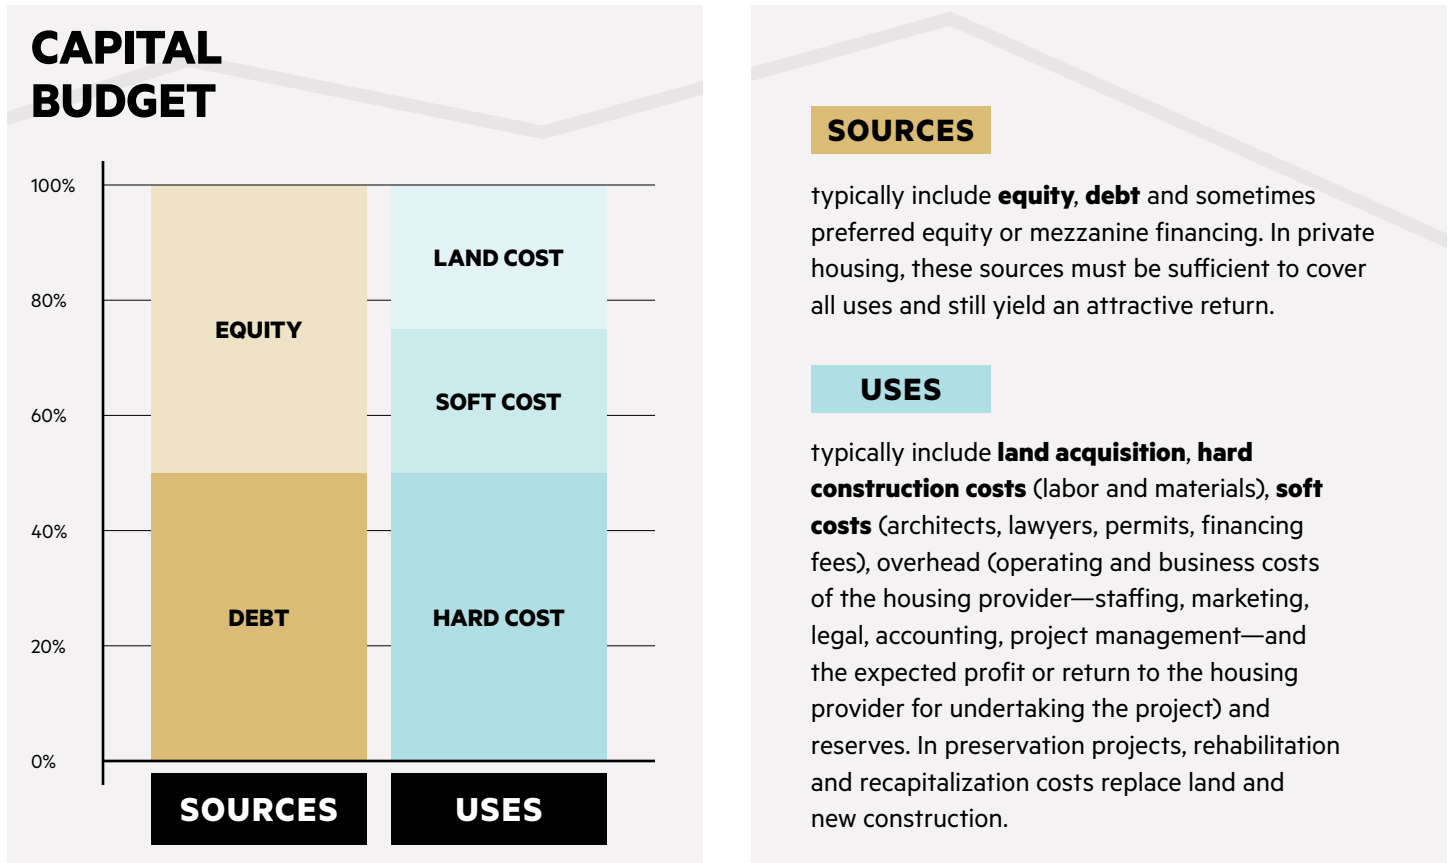 CAPITAL
BUDGET
100%
80%
60%
40%
20%
0%
EQUITY
DEBT
LAND COST
SOFT COST
HARD COST
SOURCES
USES
SOURCES
typically include equity, debt and sometimes
preferred equity or mezzanine financing. In private
housing, these sources must be sufficient to cover
all uses and still yield an attractive return.
USES
typically include land acquisition, hard
construction costs (labor and materials), soft
costs (architects, lawyers, permits, financing
fees), overhead (operating and business costs
of the housing provider—staffing, marketing,
legal, accounting, project management—and
the expected profit or return to the housing
provider for undertaking the project) and
reserves. In preservation projects, rehabilitation
and recapitalization costs replace land and
new construction.